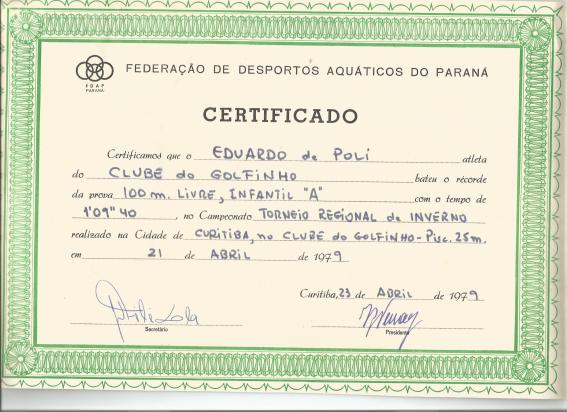 FDAP
PARANÁ
FEDERAÇÃO DE DESPORTOS AQUÁTICOS DO PARANÁ
CERTIFICADO
Certificamos que o EDUARDO de POLI atleta
do CLUBE do GOLFINHO bateu o récorde
da prova 100 m. LIVRE, INFANTIL "A" com o tempo de
1'09"40, no Campeonato TORNEIO REGIONAL de INVERNO
realizado na Cidade de CURITIBA, no CLUBE do GOLFINHO - Pisc. 25m.
em 21 de ABRIL de 1979
Curitiba, 23 de ABRIL de 1979
Secretário
Presidente